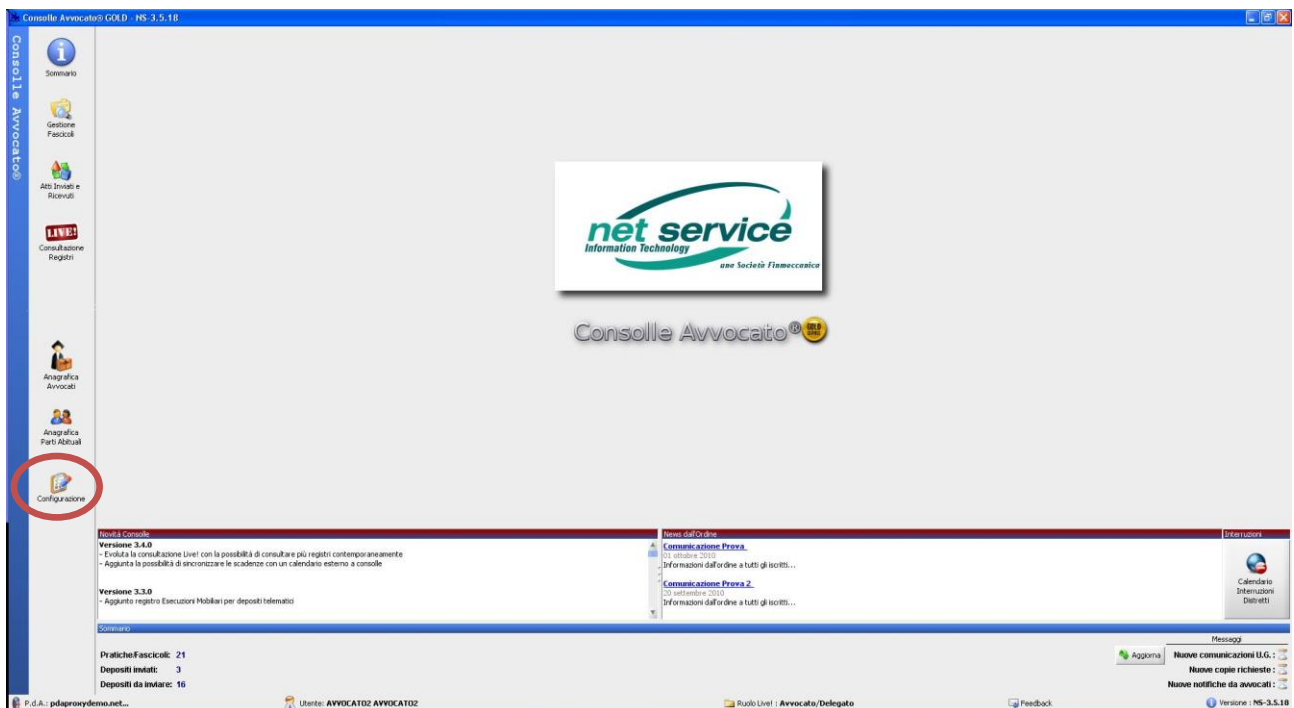 Consolle Avvocato® GOLD - NS-3.5.18
Consolle Avvocato®
Sommario
Gestione
Fascicoli
Atti Inviati e
Ricevuti
LIVE!
Consultazione
Registri
Anagrafica
Avvocati
Anagrafica
Parti Abituali
Configurazione
net service
Information Technology
una Società Finmeccanica
Consolle Avvocato® GOLD
Novità Consolle
Versione 3.4.0
- Evoluta la consultazione Live! con la possibilità di consultare più registri contemporaneamente
- Aggiunta la possibilità di sincronizzare le scadenze con un calendario esterno a consolle
Versione 3.3.0
- Aggiunto registro Esecuzioni Mobiliari per depositi telematici
News dall'Ordine
Comunicazione Prova
01 ottobre 2010
Informazioni dall'ordine a tutti gli iscritti...
Comunicazione Prova 2
20 settembre 2010
Informazioni dall'ordine a tutti gli iscritti...
Interruzioni
Calendario
Interruzioni
Distretti
Sommario
Pratiche/Fascicoli: 21
Depositi inviati: 3
Depositi da inviare: 16
Aggiorna
Messaggi
Nuove comunicazioni U.G. :
Nuove copie richieste :
Nuove notifiche da avvocati :
P.d.A.: pdaproxydemo.net...
Utente: AVVOCATO2 AVVOCATO2
Ruolo Live! : Avvocato/Delegato
Feedback
Versione : NS-3.5.18